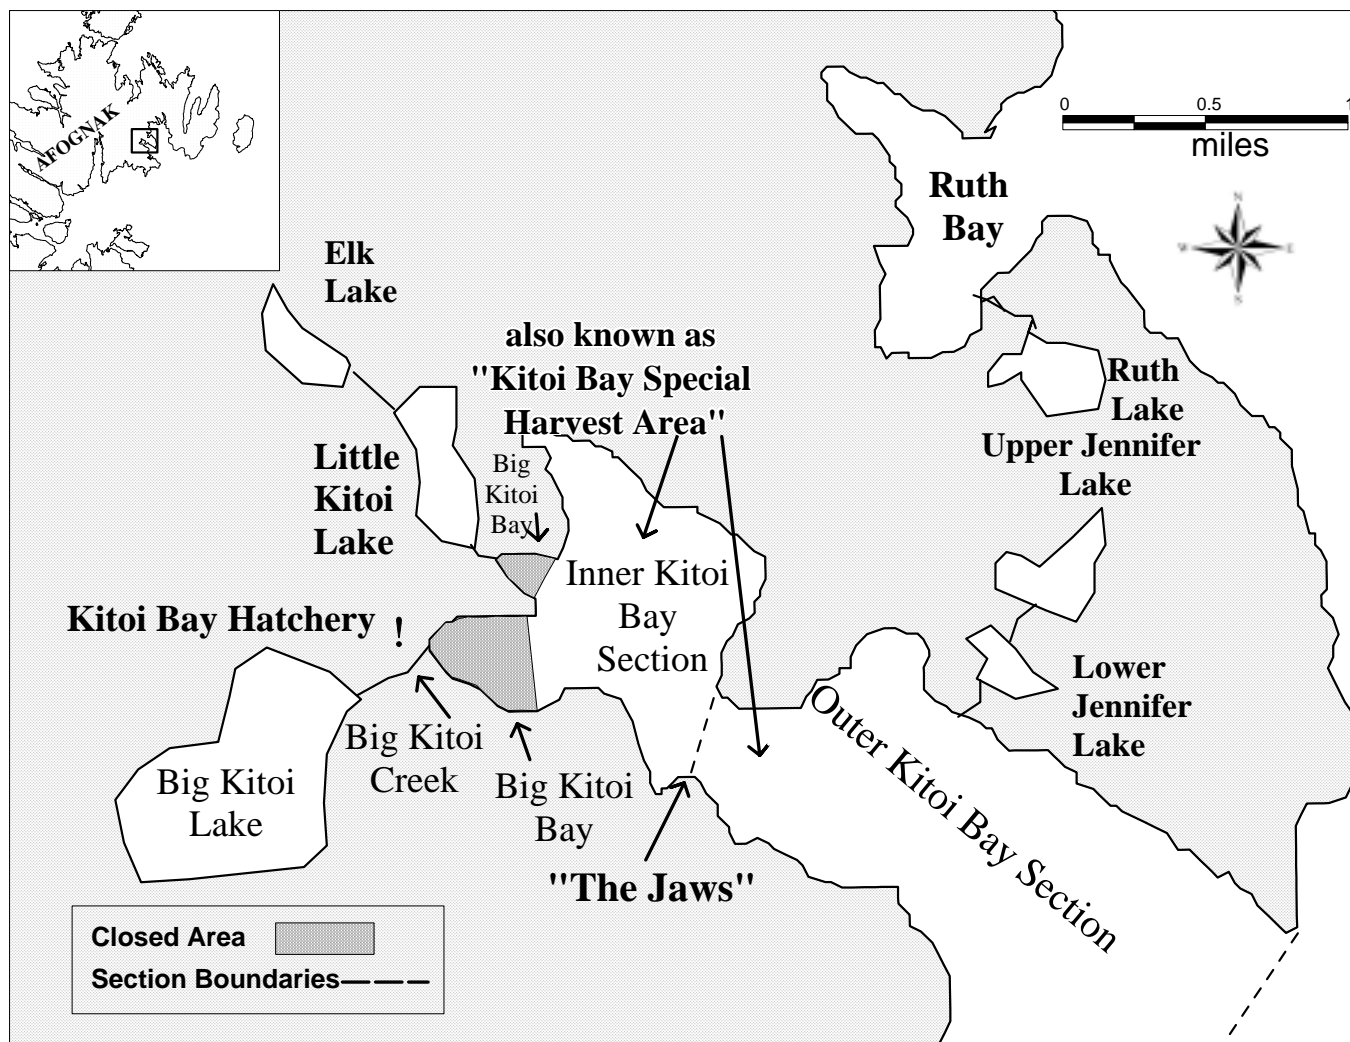 AFOGNAK
0 0.5 1
miles
N
W E
S
Ruth
Bay
Elk
Lake
also known as
"Kitoi Bay Special
Harvest Area"
Ruth
Lake
Upper Jennifer
Lake
Little
Kitoi
Lake
Big
Kitoi
Bay
Inner Kitoi
Bay
Section
Kitoi Bay Hatchery !
Lower
Jennifer
Lake
Outer Kitoi Bay Section
Big Kitoi
Creek
Big Kitoi
Lake
Big Kitoi
Bay
"The Jaws"
Closed Area
Section Boundaries